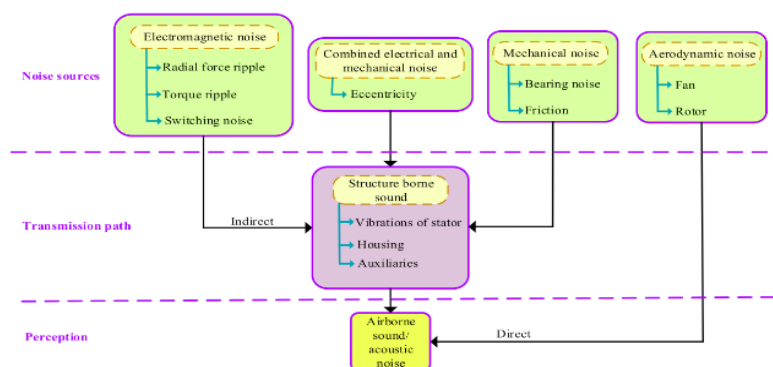 Noise sources
Electromagnetic noise
Radial force ripple
Torque ripple
Switching noise
Combined electrical and
mechanical noise
Eccentricity
Mechanical noise
Bearing noise
Friction
Aerodynamic noise
Fan
Rotor
Transmission path
Indirect
Structure borne
sound
Vibrations of stator
Housing
Auxiliaries
Perception
Airborne
sound/
acoustic
noise
Direct